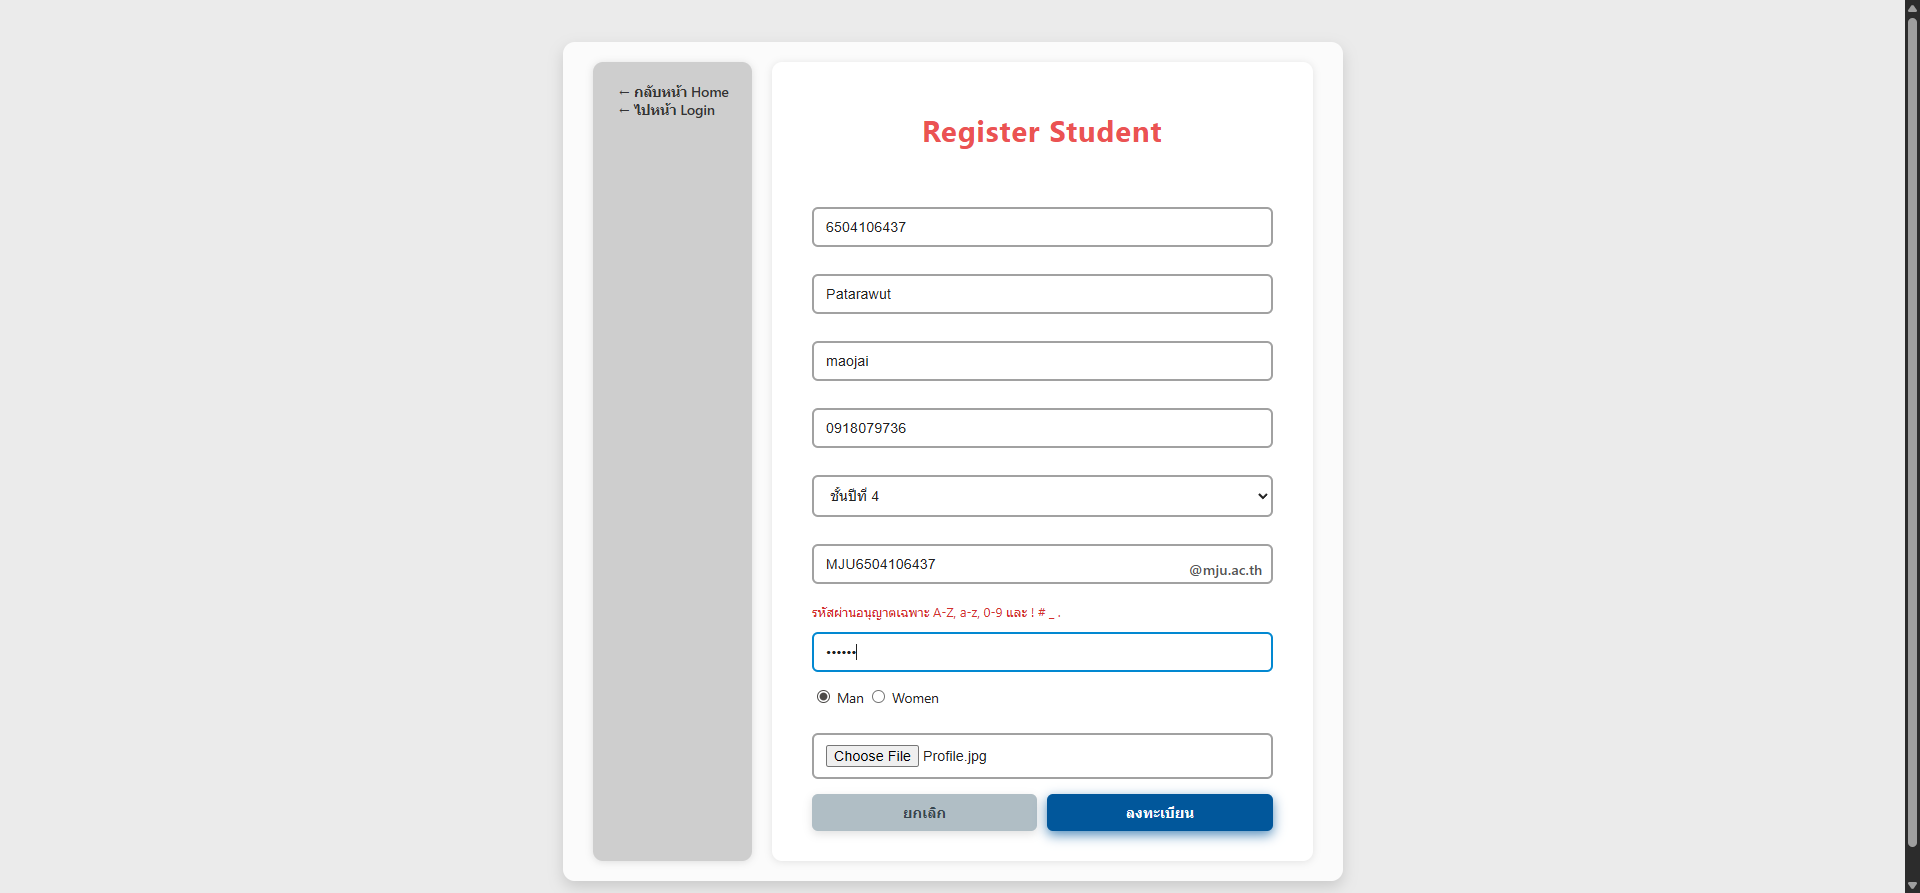 ← กลับหน้า Home
← ไปหน้า Login
Register Student
6504106437
Patarawut
maojai
0918079736
ชั้นปีที่ 4
MJU6504106437 @mju.ac.th
รหัสผ่านอนุญาตเฉพาะ A-Z, a-z, 0-9 และ ! # _ .
••••••
Man Women
Choose File Profile.jpg
ยกเลิก ลงทะเบียน